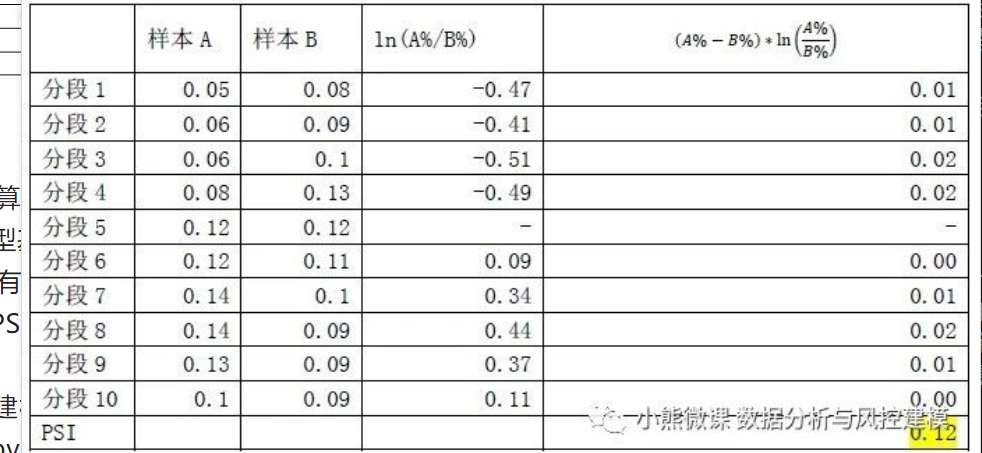 样本 A 样本 B ln(A%/B%) (A% − B%) * ln(A%/B%)
分段 1 0.05 0.08 -0.47 0.01
分段 2 0.06 0.09 -0.41 0.01
分段 3 0.06 0.1 -0.51 0.02
算
分段 4 0.08 0.13 -0.49 0.02
分段 5 0.12 0.12 - -
型
分段 6 0.12 0.11 0.09 0.00
有
分段 7 0.14 0.1 0.34 0.01
PS
分段 8 0.14 0.09 0.44 0.02
分段 9 0.13 0.09 0.37 0.01
建
分段 10 0.1 0.09 0.11 0.00
小熊微课 数据分析与风控建模
PSI 0.12